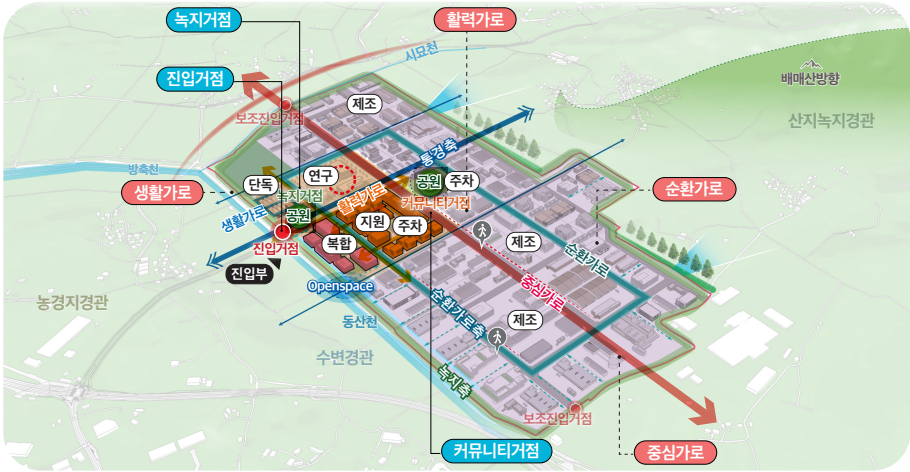 녹지거점
활력가로
시묘천
진입거점
배매산방향
제조
보조진입거점
산지녹지경관
통경축
방축천
연구
단독
공원
주차
생활가로
녹지거점
활력가로
커뮤니티거점
순환가로
생활가로
공원
지원
주차
진입거점
복합
제조
순환가로
진입부
Openspace
중심가로
농경지경관
순환가로축
제조
동산천
수변경관
녹지축
보조진입거점
커뮤니티거점
중심가로